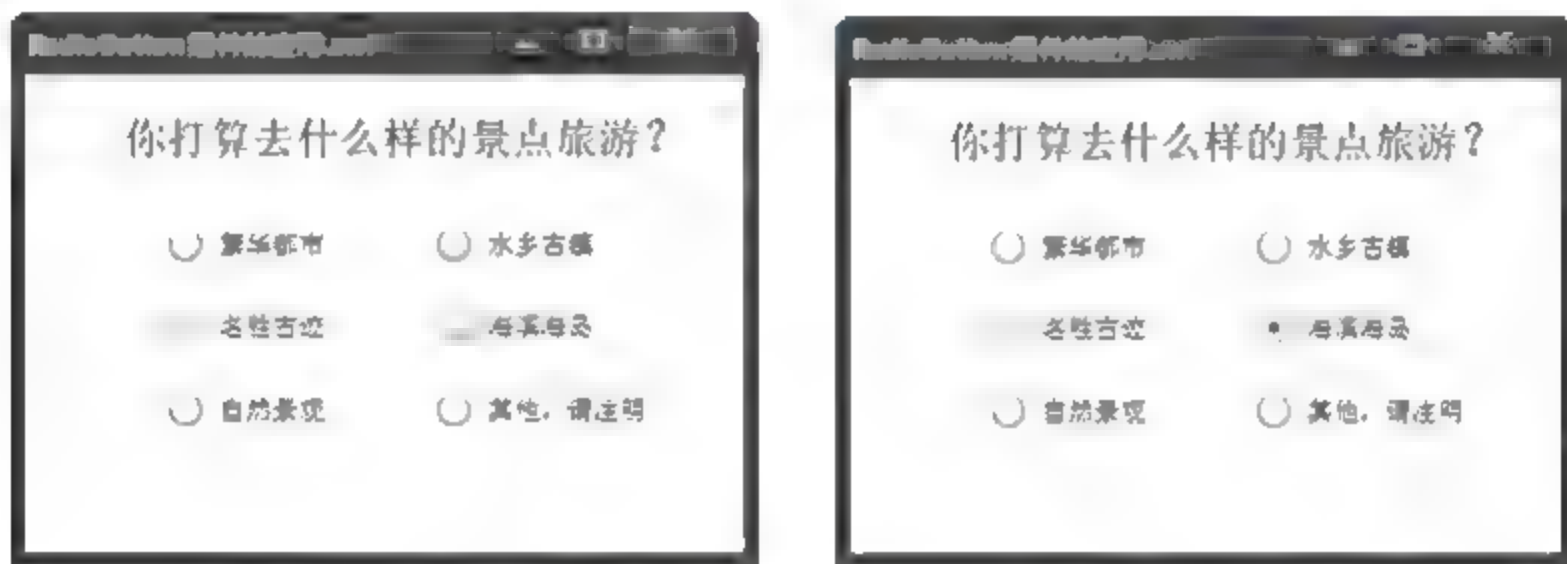 你打算去什么样的景点旅游？
繁华都市 水乡古镇
名胜古迹 海滨海岛
自然景观 其他，请注明
你打算去什么样的景点旅游？
繁华都市 水乡古镇
名胜古迹 海滨海岛
自然景观 其他，请注明